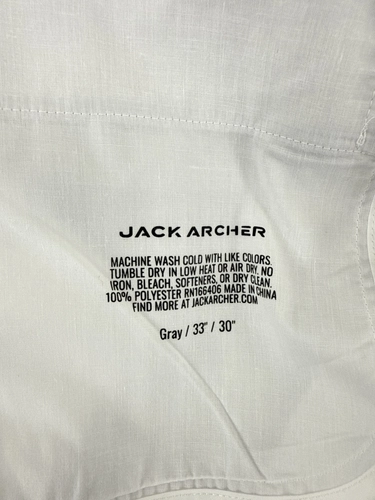 JACK ARCHER
MACHINE WASH COLD WITH LIKE COLORS.
TUMBLE DRY IN LOW HEAT OR AIR DRY. NO
IRON, BLEACH, SOFTENERS, OR DRY CLEAN.
100% POLYESTER RN166406 MADE IN CHINA
FIND MORE AT JACKARCHER.COM
Gray / 33" / 30"